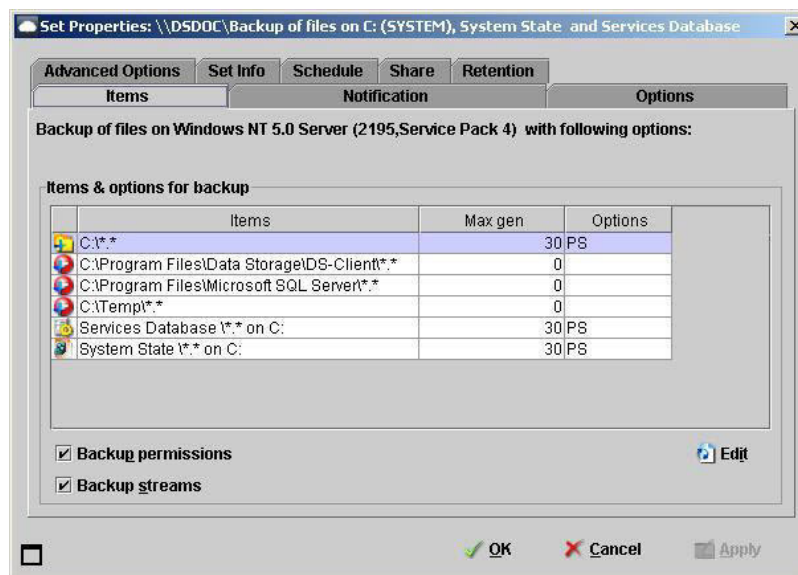 Set Properties: \\DSDOC\Backup of files on C: (SYSTEM), System State and Services Database
Advanced Options Set Info Schedule Share Retention
Items Notification Options
Backup of files on Windows NT 5.0 Server (2195,Service Pack 4) with following options:
Items & options for backup
Items Max gen Options
C:\*.* 30 PS
C:\Program Files\Data Storage\DS-Client\*.* 0
C:\Program Files\Microsoft SQL Server\*.* 0
C:\Temp\*.* 0
Services Database \*.* on C: 30 PS
System State \*.* on C: 30 PS
Backup permissions Edit
Backup streams
OK Cancel Apply